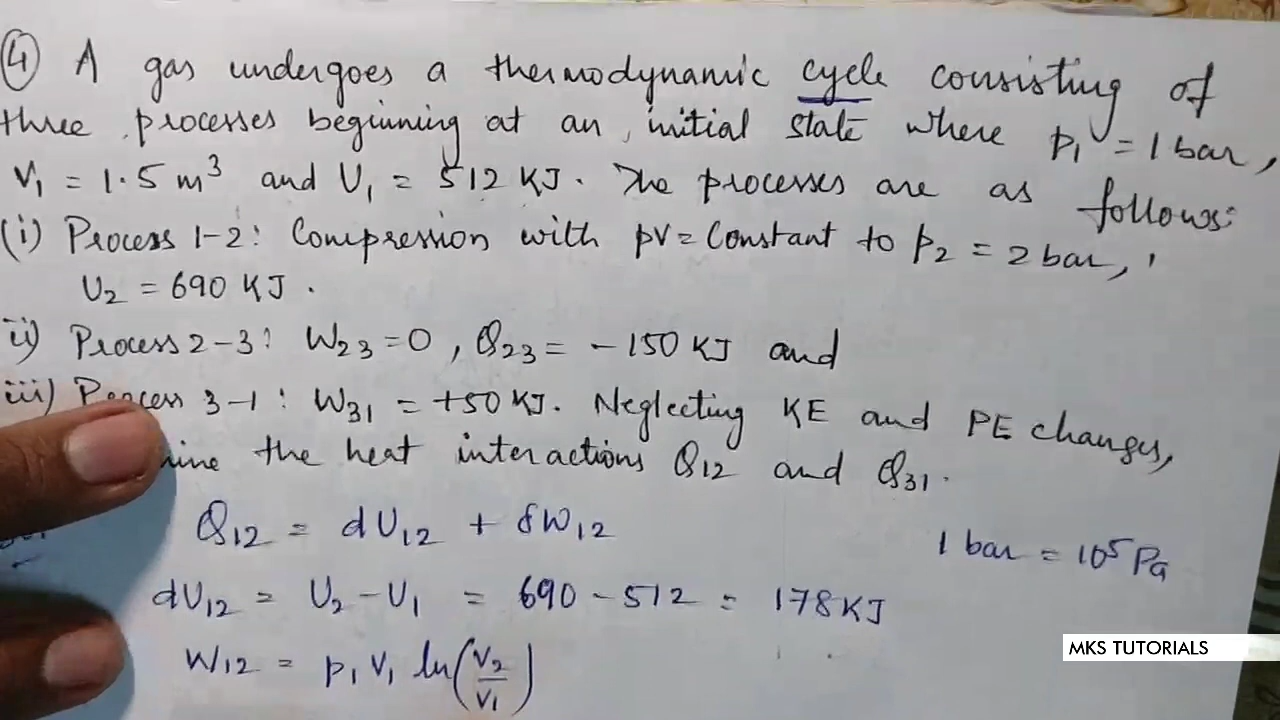 ④ A gas undergoes a thermodynamic cycle consisting of
three processes beginning at an initial state where p₁ = 1 bar,
V₁ = 1.5 m³ and U₁ = 512 KJ. The processes are as follows:
(i) Process 1-2: Compression with pV = Constant to p₂ = 2 bar,
U₂ = 690 KJ.
ii) Process 2-3: W₂₃ = 0, Q₂₃ = -150 KJ and
iii) Process 3-1: W₃₁ = +50 KJ. Neglecting KE and PE changes,
the heat interactions Q₁₂ and Q₃₁.
Q₁₂ = dU₁₂ + δW₁₂
1 bar = 10⁵ Pa
dU₁₂ = U₂ - U₁ = 690 - 512 = 178 KJ
W₁₂ = p₁ V₁ ln(V₂/V₁)
MKS TUTORIALS